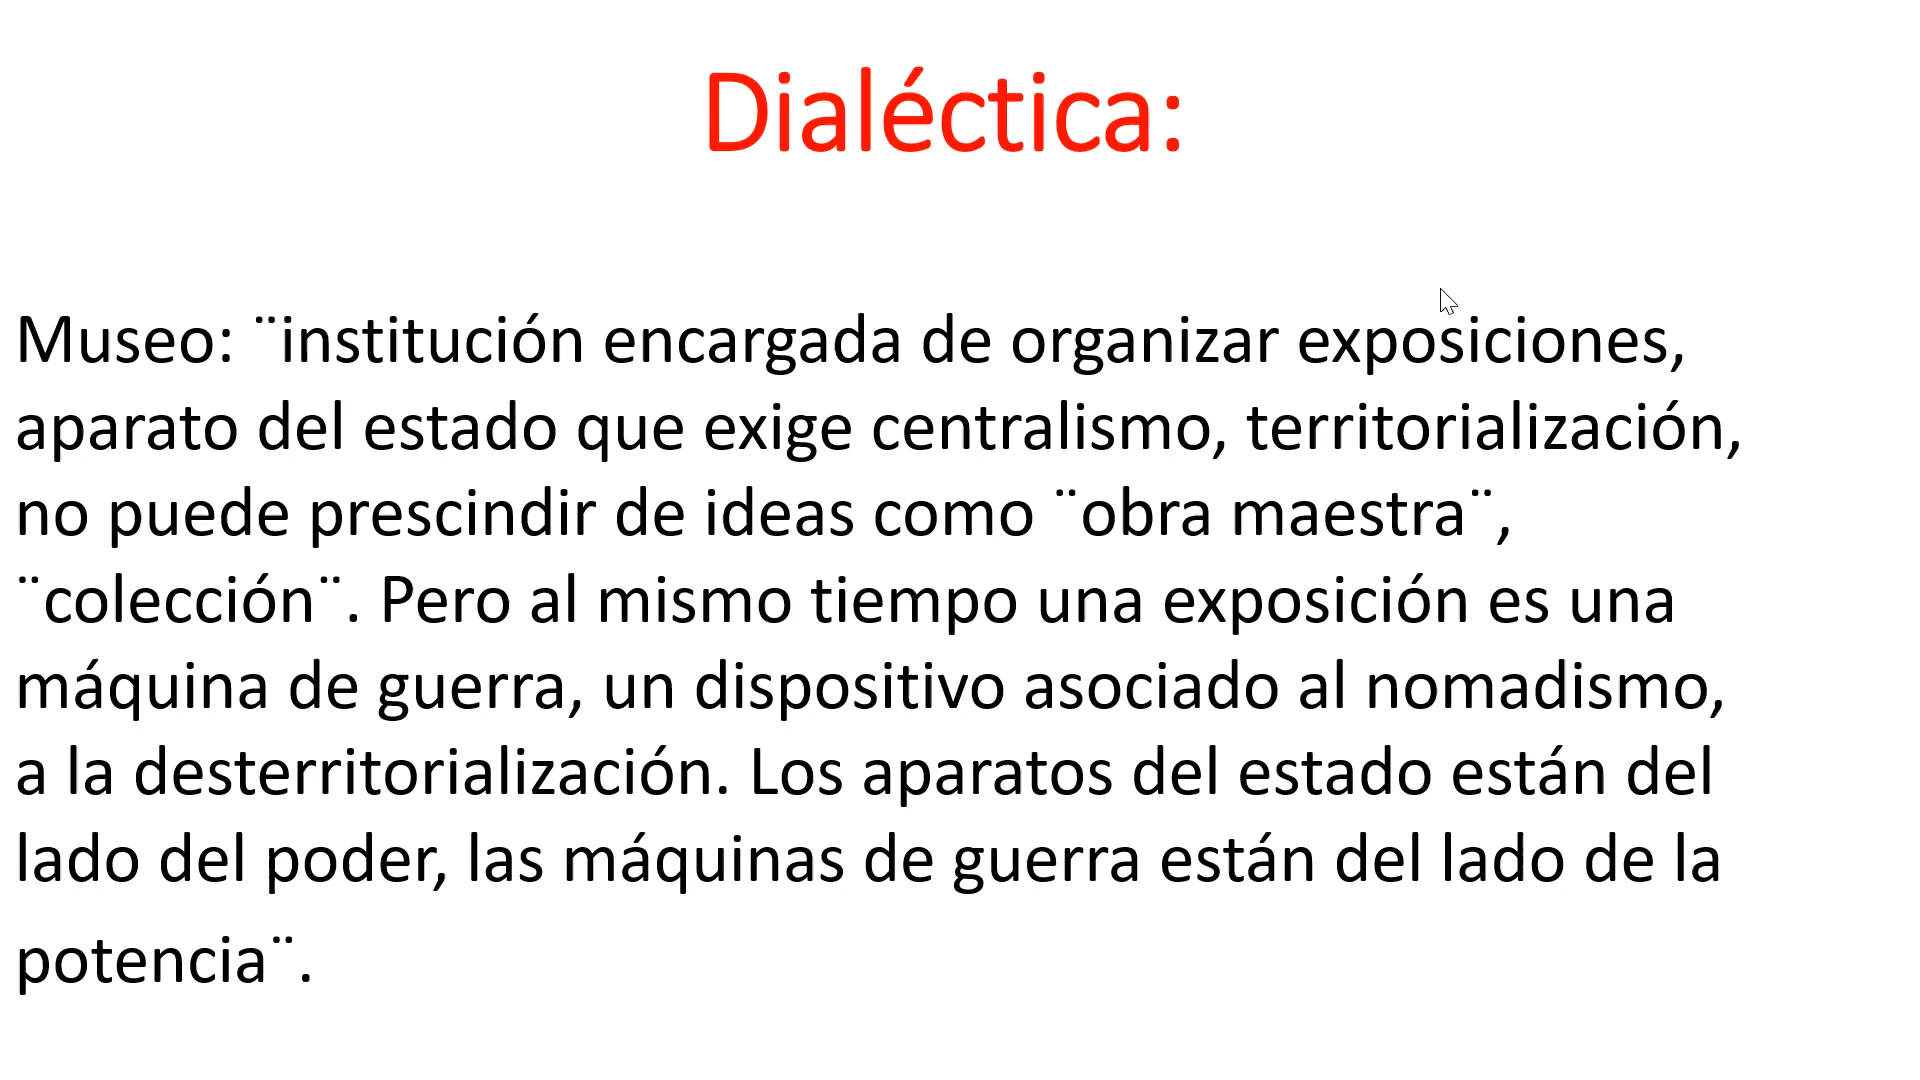 Dialéctica:
Museo: ¨institución encargada de organizar exposiciones,
aparato del estado que exige centralismo, territorialización,
no puede prescindir de ideas como ¨obra maestra¨,
¨colección¨. Pero al mismo tiempo una exposición es una
máquina de guerra, un dispositivo asociado al nomadismo,
a la desterritorialización. Los aparatos del estado están del
lado del poder, las máquinas de guerra están del lado de la
potencia¨.